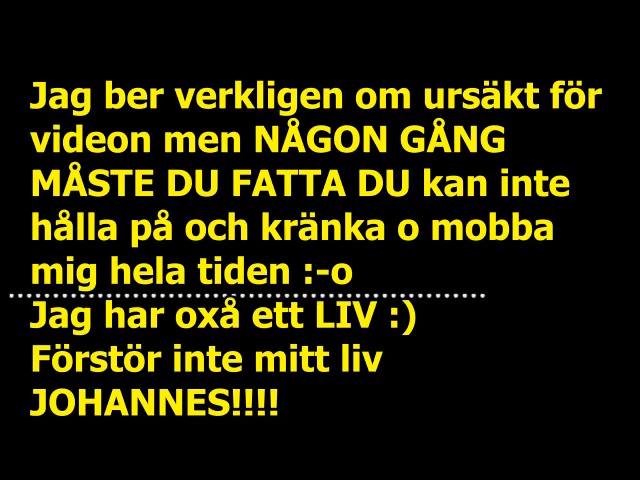 Jag ber verkligen om ursäkt för
videon men NÅGON GÅNG
MÅSTE DU FATTA DU kan inte
hålla på och kränka o mobba
mig hela tiden :-o
Jag har oxå ett LIV :)
Förstör inte mitt liv
JOHANNES!!!!